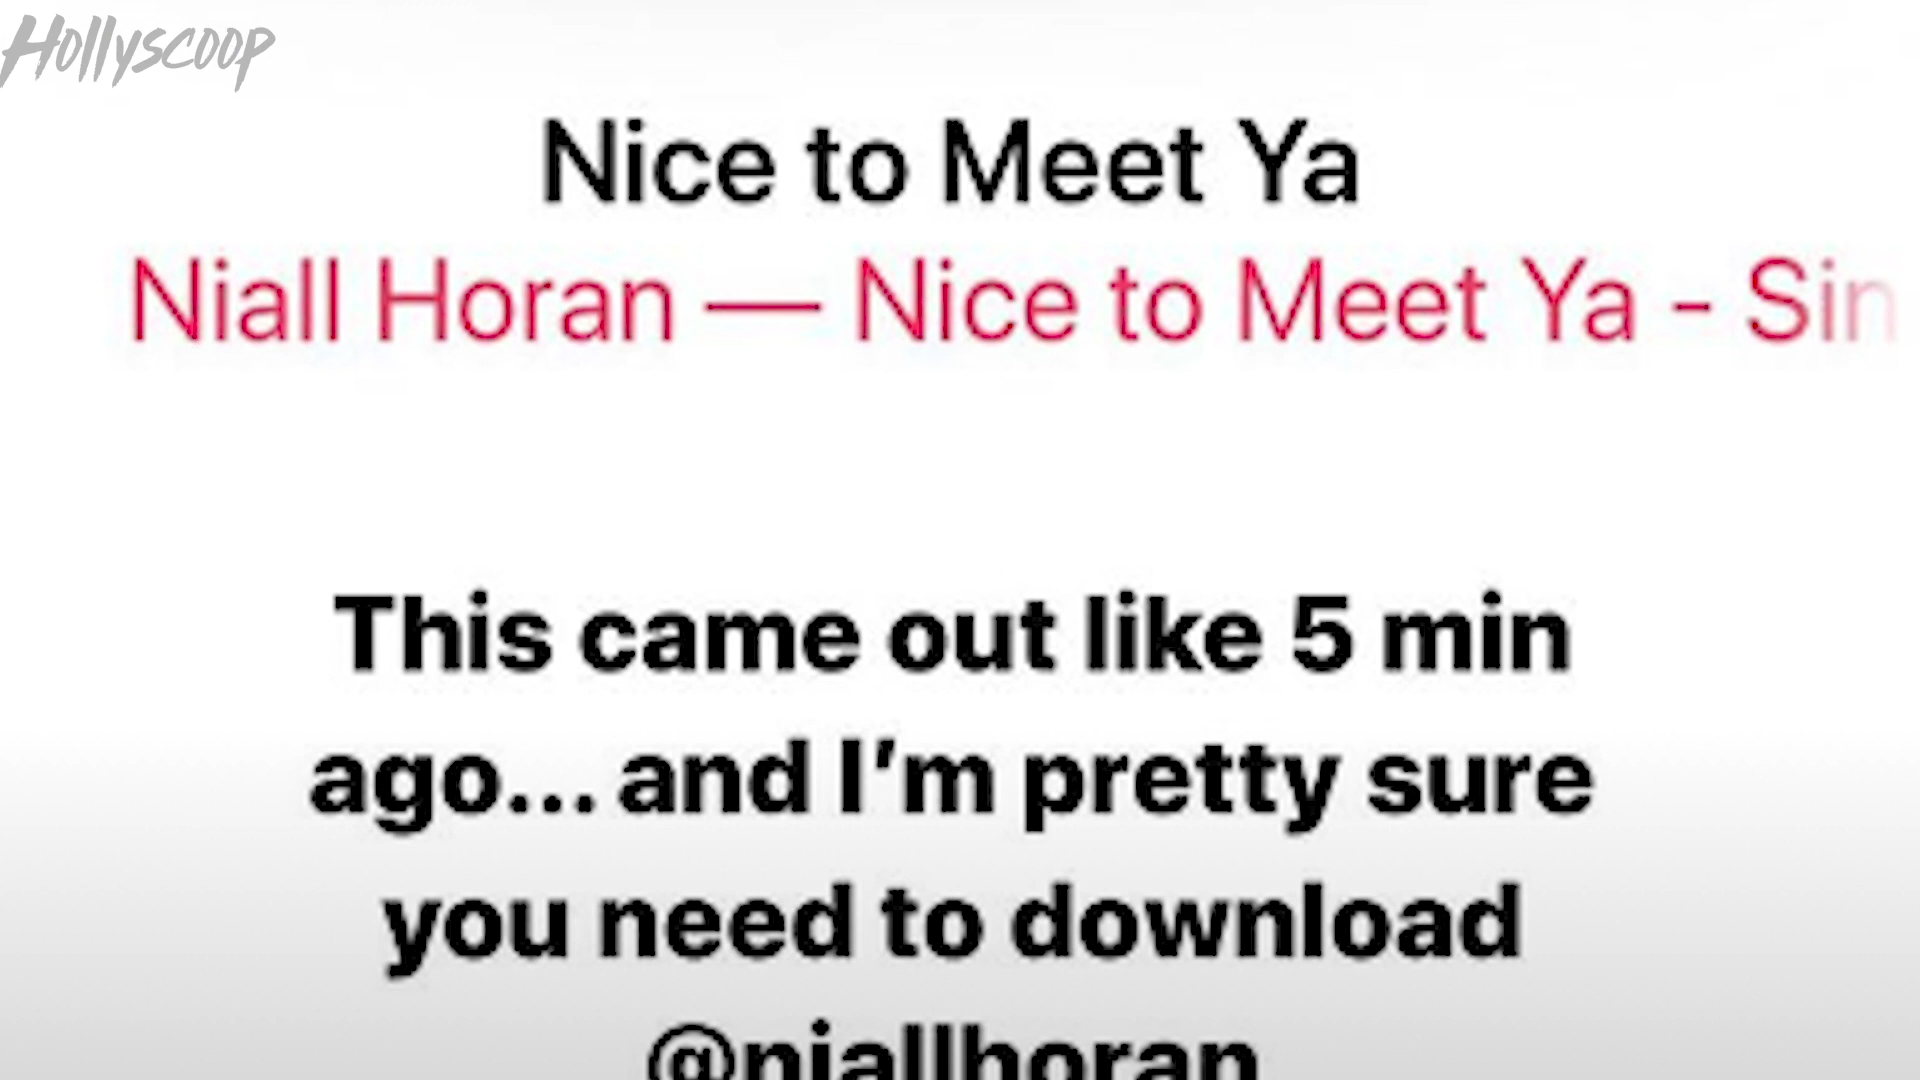 Hollyscoop
Nice to Meet Ya
Niall Horan — Nice to Meet Ya - Sin
This came out like 5 min
ago... and I'm pretty sure
you need to download
@niallhoran